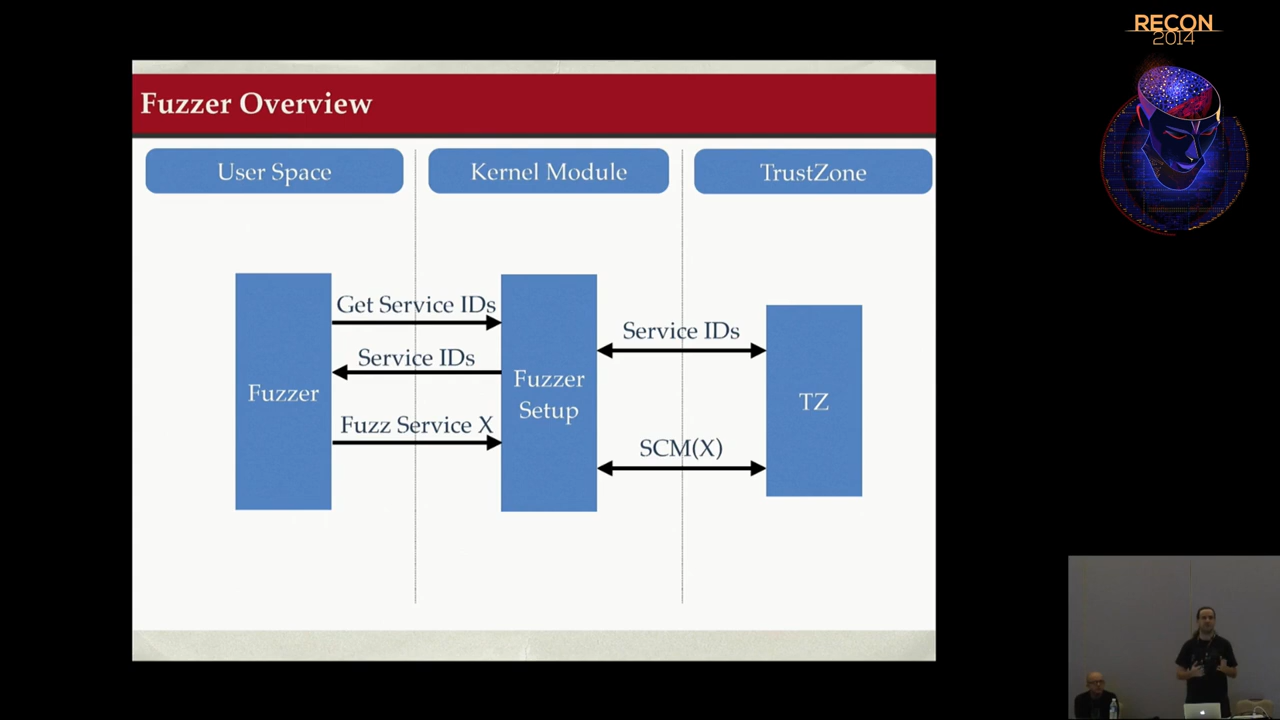 RECON
2014
Fuzzer Overview
User Space
Kernel Module
TrustZone
Get Service IDs
Service IDs
Service IDs
Fuzzer
Fuzzer
Setup
TZ
Fuzz Service X
SCM(X)